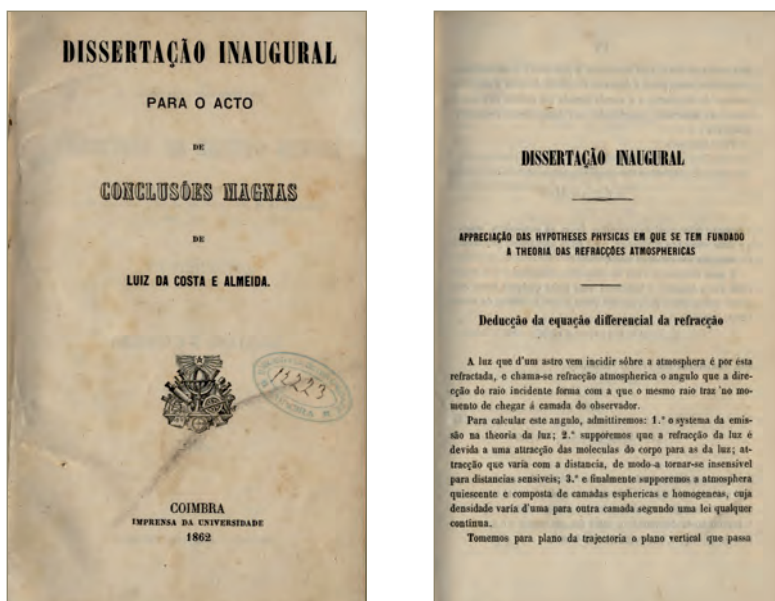 DISSERTAÇÃO INAUGURAL
PARA O ACTO
DE
CONCLUSÕES MAGNAS
DE
LUIZ DA COSTA E ALMEIDA.
12223
COIMBRA
IMPRENSA DA UNIVERSIDADE
1862
DISSERTAÇÃO INAUGURAL
APPRECIAÇÃO DAS HYPOTHESES PHYSICAS EM QUE SE TEM FUNDADO
A THEORIA DAS REFRACÇÕES ATMOSPHERICAS
Deducção da equação differencial da refracção
A luz que d'um astro vem incidir sôbre a atmosphera é por ésta
refractada, e chama-se refracção atmospherica o angulo que a dire-
cção do raio incidente forma com a que o mesmo raio traz 'no mo-
mento de chegar á camada do observador.
Para calcular este angulo, admittiremos: 1.º o systema da emis-
são na theoria da luz; 2.º supporemos que a refracção da luz é
devida a uma attracção das moleculas do corpo para as da luz; at-
tracção que varía com a distancia, de modo a tornar-se insensivel
para distancias sensiveis; 3.º e finalmente supporemos a atmosphera
quiescente e composta de camadas esphericas e homogeneas, cuja
densidade varía d'uma para outra camada segundo uma lei qualquer
contínua.
Tomemos para plano da trajectoria o plano vertical que passa